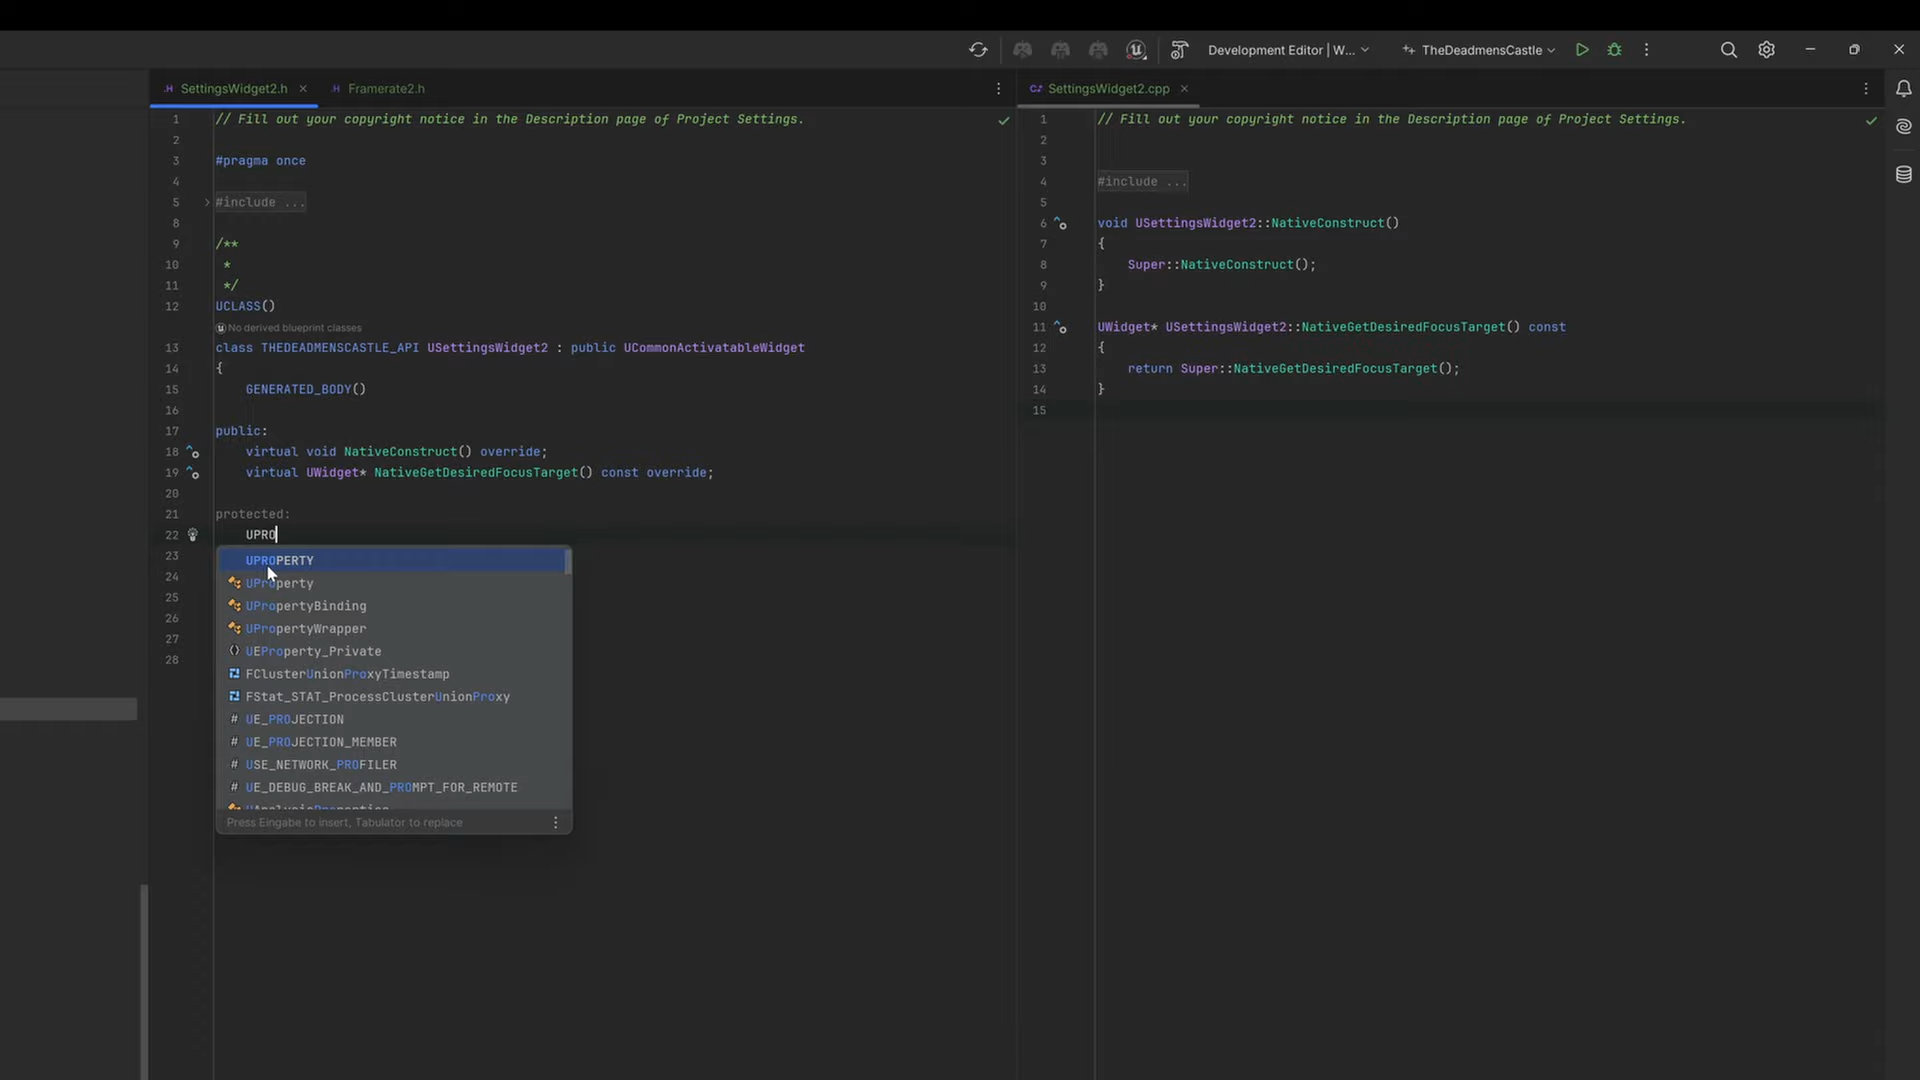 Development Editor | W...
TheDeadmensCastle
SettingsWidget2.h
Framerate2.h
1 // Fill out your copyright notice in the Description page of Project Settings.
2
3 #pragma once
4
5 #include ...
8
9 /**
10 *
11 */
12 UCLASS()
No derived blueprint classes
13 class THEDEADMENSCASTLE_API USettingsWidget2 : public UCommonActivatableWidget
14 {
15 GENERATED_BODY()
16
17 public:
18 virtual void NativeConstruct() override;
19 virtual UWidget* NativeGetDesiredFocusTarget() const override;
20
21 protected:
22 UPRO
23
24
25
26
27
28
UPROPERTY
UProperty
UPropertyBinding
UPropertyWrapper
UEProperty_Private
FClusterUnionProxyTimestamp
FStat_STAT_ProcessClusterUnionProxy
# UE_PROJECTION
# UE_PROJECTION_MEMBER
# USE_NETWORK_PROFILER
# UE_DEBUG_BREAK_AND_PROMPT_FOR_REMOTE
Press Eingabe to insert, Tabulator to replace
SettingsWidget2.cpp
1 // Fill out your copyright notice in the Description page of Project Settings.
2
3
4 #include ...
5
6 void USettingsWidget2::NativeConstruct()
7 {
8 Super::NativeConstruct();
9 }
10
11 UWidget* USettingsWidget2::NativeGetDesiredFocusTarget() const
12 {
13 return Super::NativeGetDesiredFocusTarget();
14 }
15